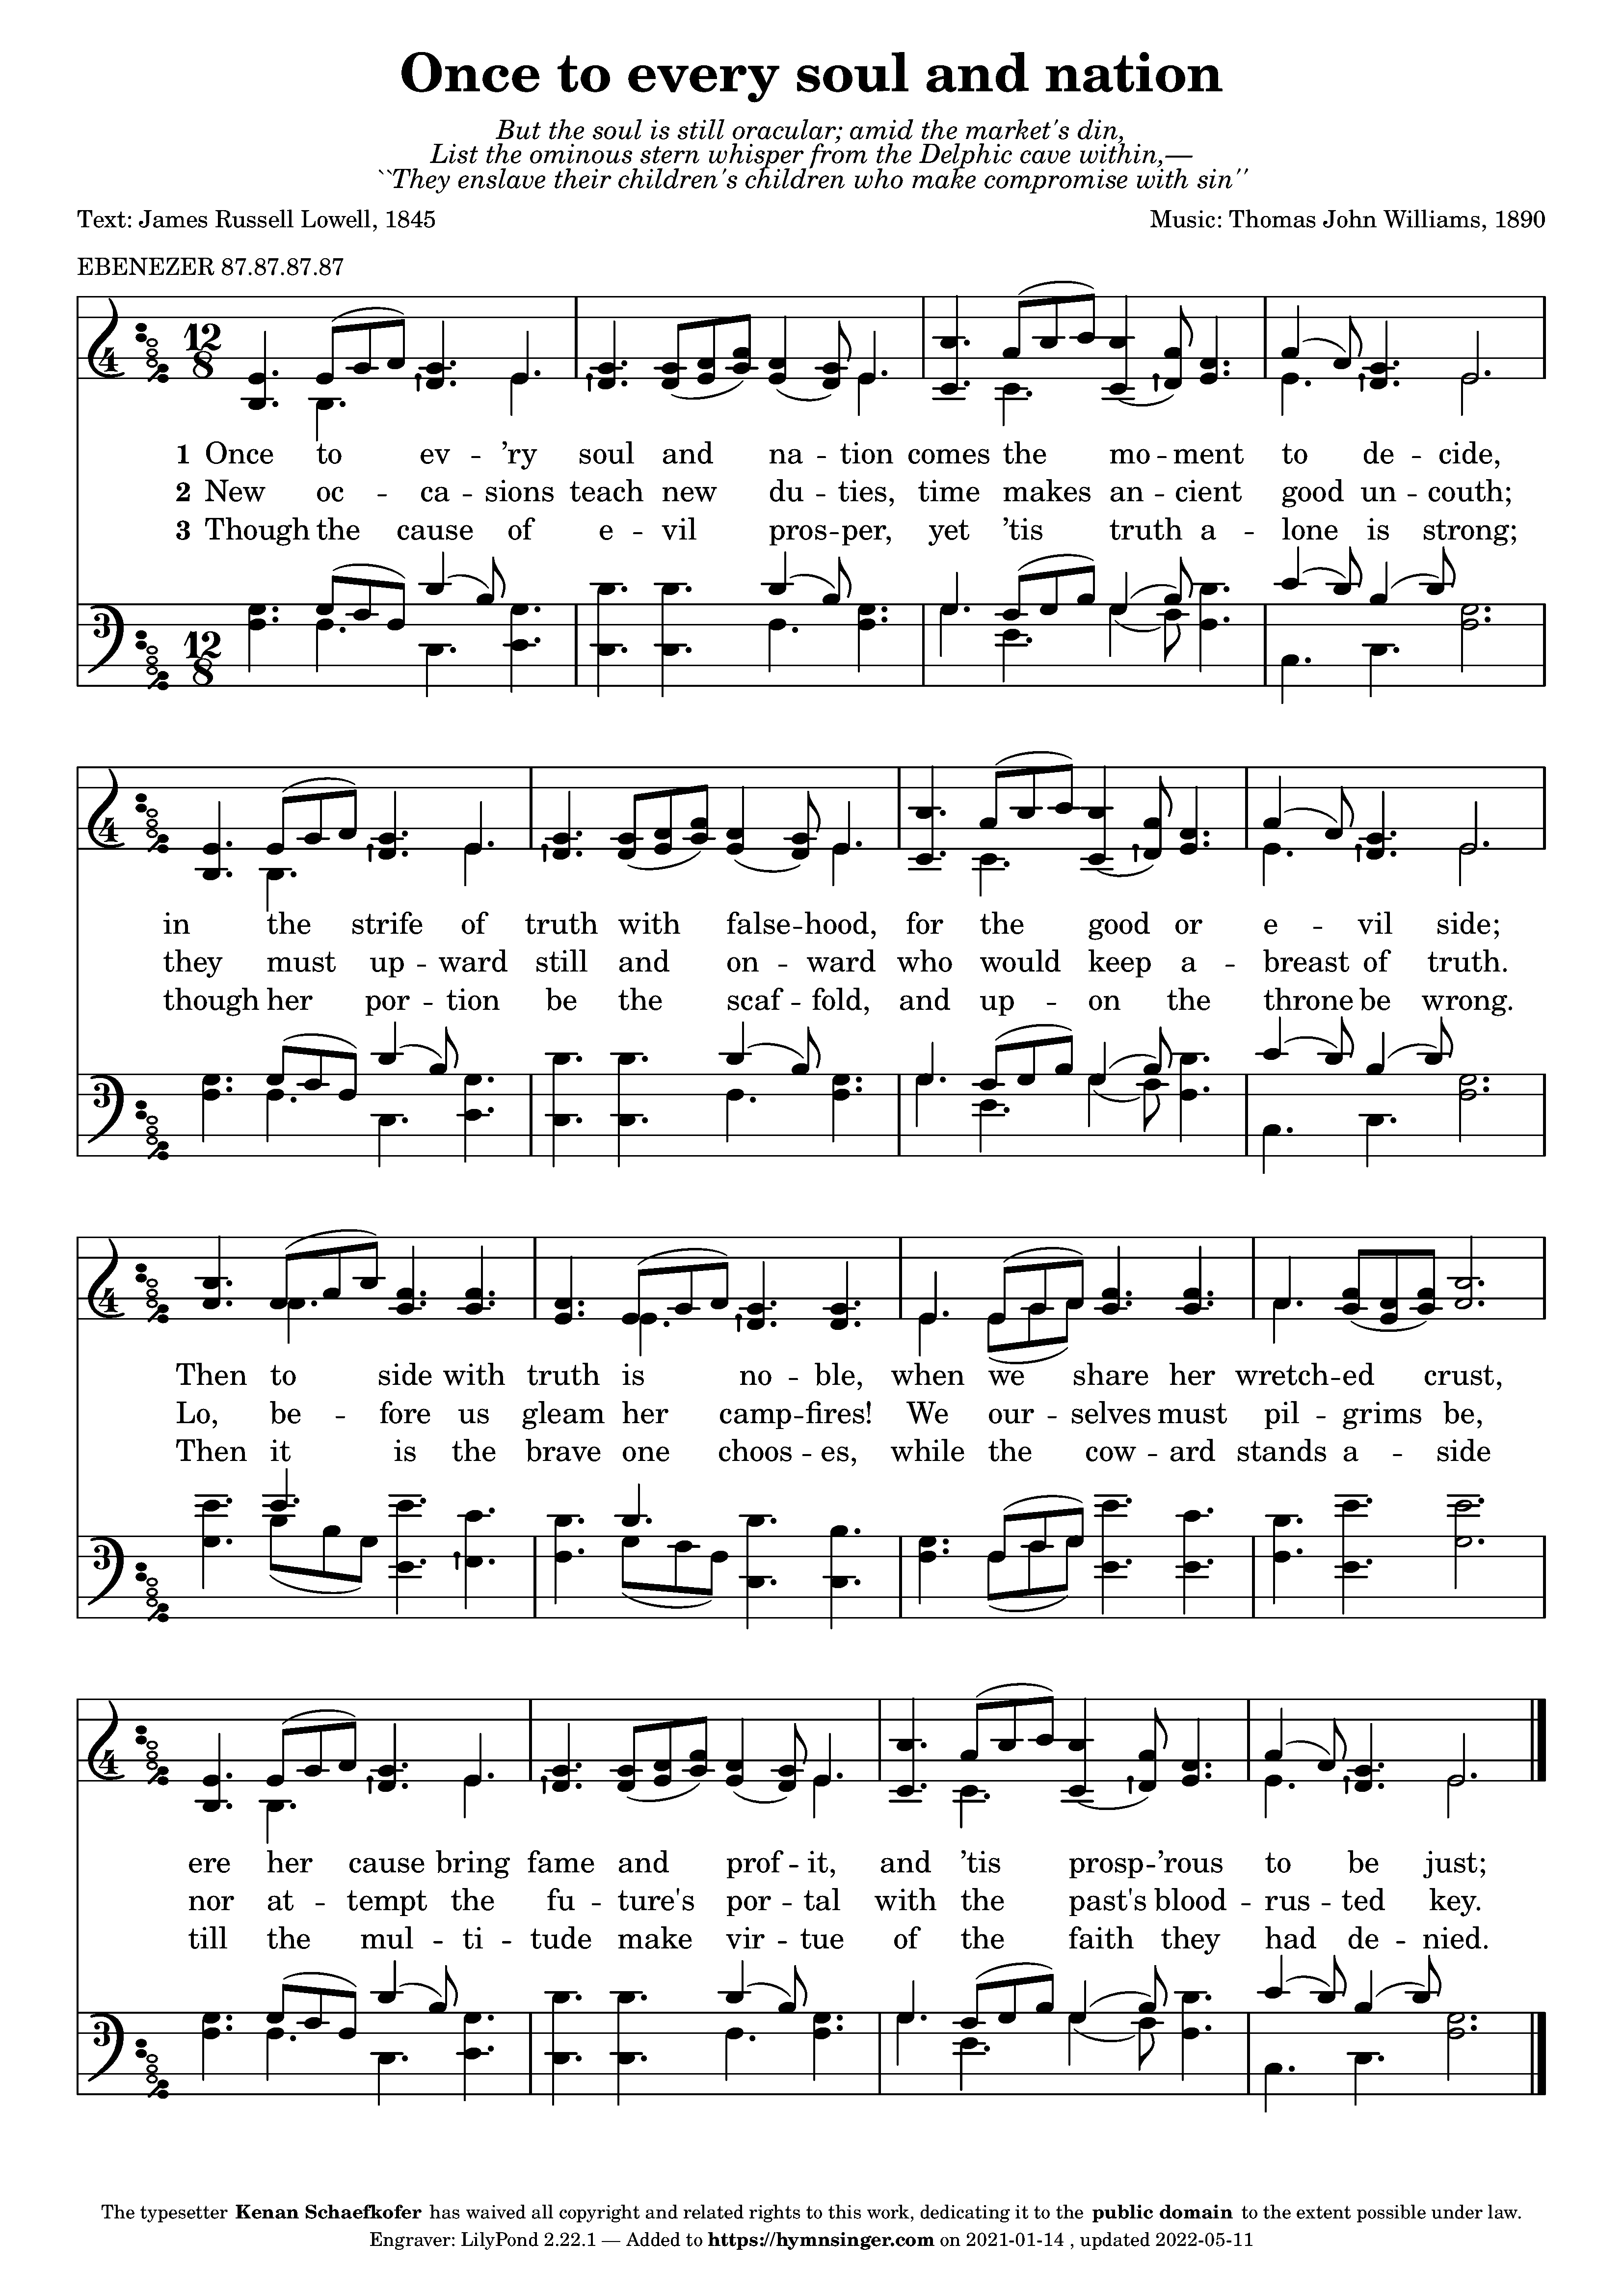 Once to every soul and nation
But the soul is still oracular; amid the market's din,
List the ominous stern whisper from the Delphic cave within,—
``They enslave their children's children who make compromise with sin''
Text: James Russell Lowell, 1845
Music: Thomas John Williams, 1890
EBENEZER 87.87.87.87
4
12
8
1 Once to ev -- ’ry soul and na -- tion comes the mo -- ment to de -- cide,
2 New oc -- ca -- sions teach new du -- ties, time makes an -- cient good un -- couth;
3 Though the cause of e -- vil pros -- per, yet ’tis truth a -- lone is strong;
3
12
8
4
in the strife of truth with false -- hood, for the good or e -- vil side;
they must up -- ward still and on -- ward who would keep a -- breast of truth.
though her por -- tion be the scaf -- fold, and up -- on the throne be wrong.
3
4
Then to side with truth is no -- ble, when we share her wretch -- ed crust,
Lo, be -- fore us gleam her camp -- fires! We our -- selves must pil -- grims be,
Then it is the brave one choos -- es, while the cow -- ard stands a -- side
3
4
ere her cause bring fame and prof -- it, and ’tis prosp -- ’rous to be just;
nor at -- tempt the fu -- ture's por -- tal with the past's blood -- rus -- ted key.
till the mul -- ti -- tude make vir -- tue of the faith they had de -- nied.
3
The typesetter Kenan Schaefkofer has waived all copyright and related rights to this work, dedicating it to the public domain to the extent possible under law.
Engraver: LilyPond 2.22.1 — Added to https://hymnsinger.com on 2021-01-14 , updated 2022-05-11